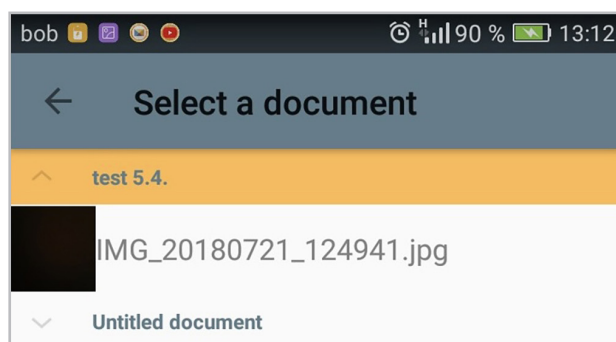 bob H 90 % 13:12
Select a document
test 5.4.
IMG_20180721_124941.jpg
Untitled document